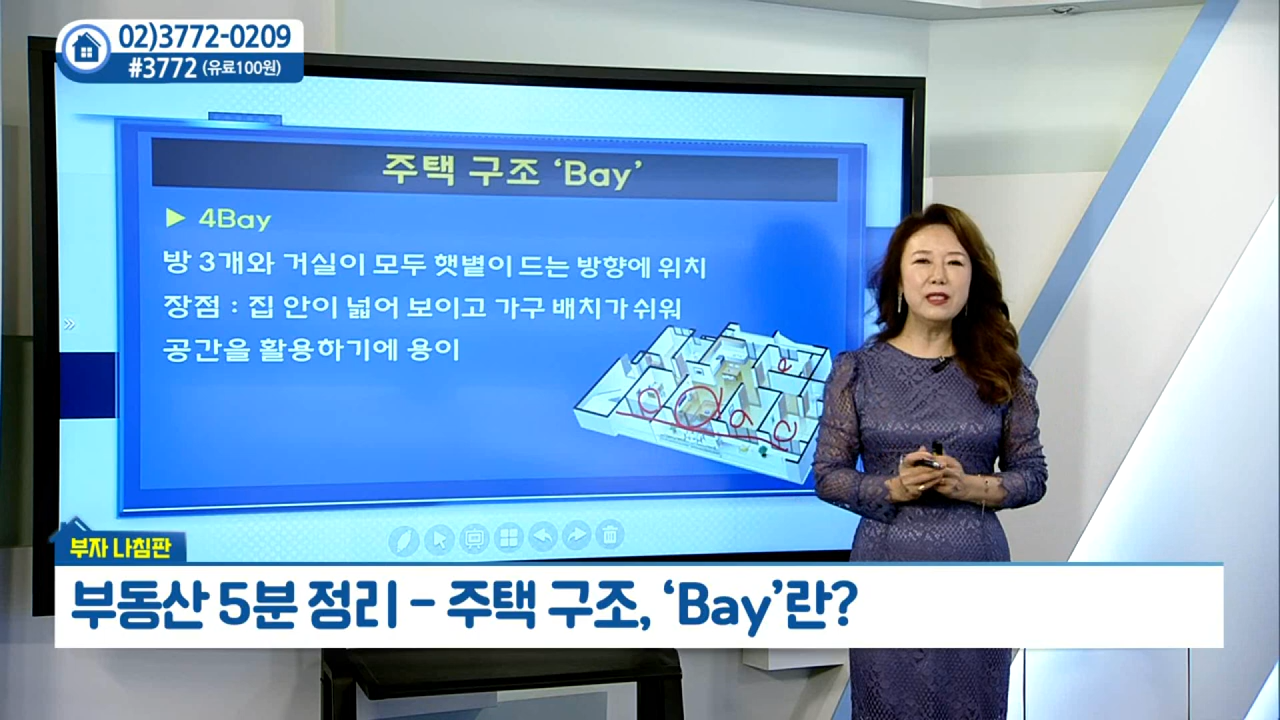 02)3772-0209
#3772 (유료100원)
주택 구조 ‘Bay’
▶ 4Bay
방 3개와 거실이 모두 햇볕이 드는 방향에 위치
장점 : 집 안이 넓어 보이고 가구 배치가 쉬워
공간을 활용하기에 용이
부자 나침판
부동산 5분 정리 - 주택 구조, ‘Bay’란?